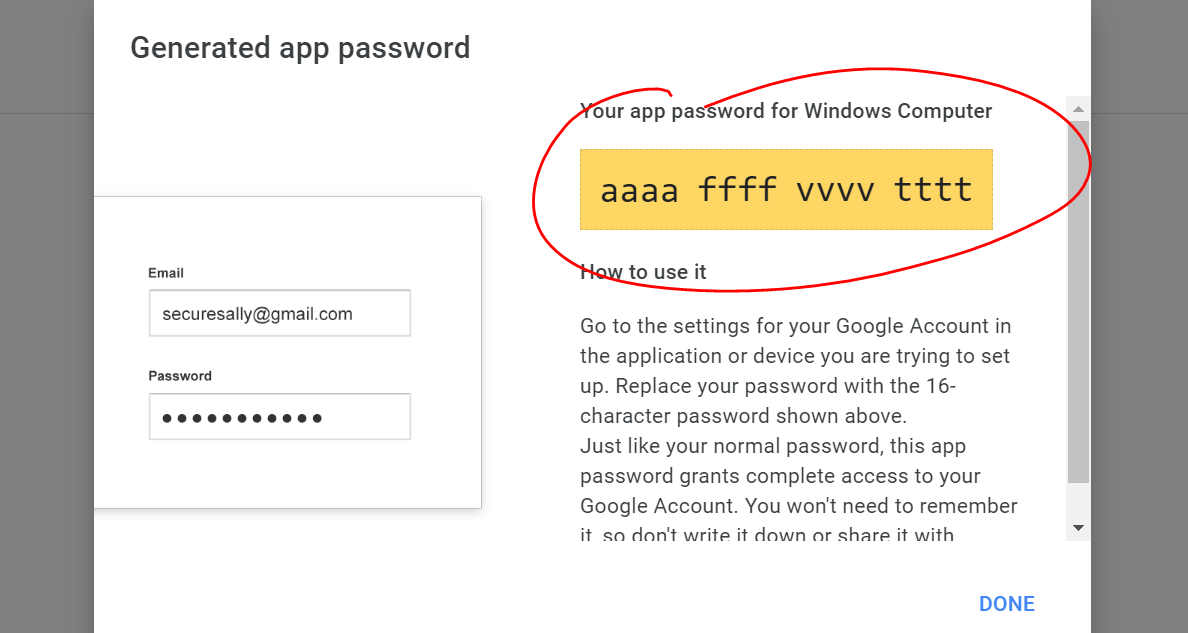 Generated app password
Your app password for Windows Computer
aaaa ffff vvvv tttt
Email
securesally@gmail.com
Password
How to use it
Go to the settings for your Google Account in
the application or device you are trying to set
up. Replace your password with the 16-
character password shown above.
Just like your normal password, this app
password grants complete access to your
Google Account. You won't need to remember
it, so don't write it down or share it with
DONE